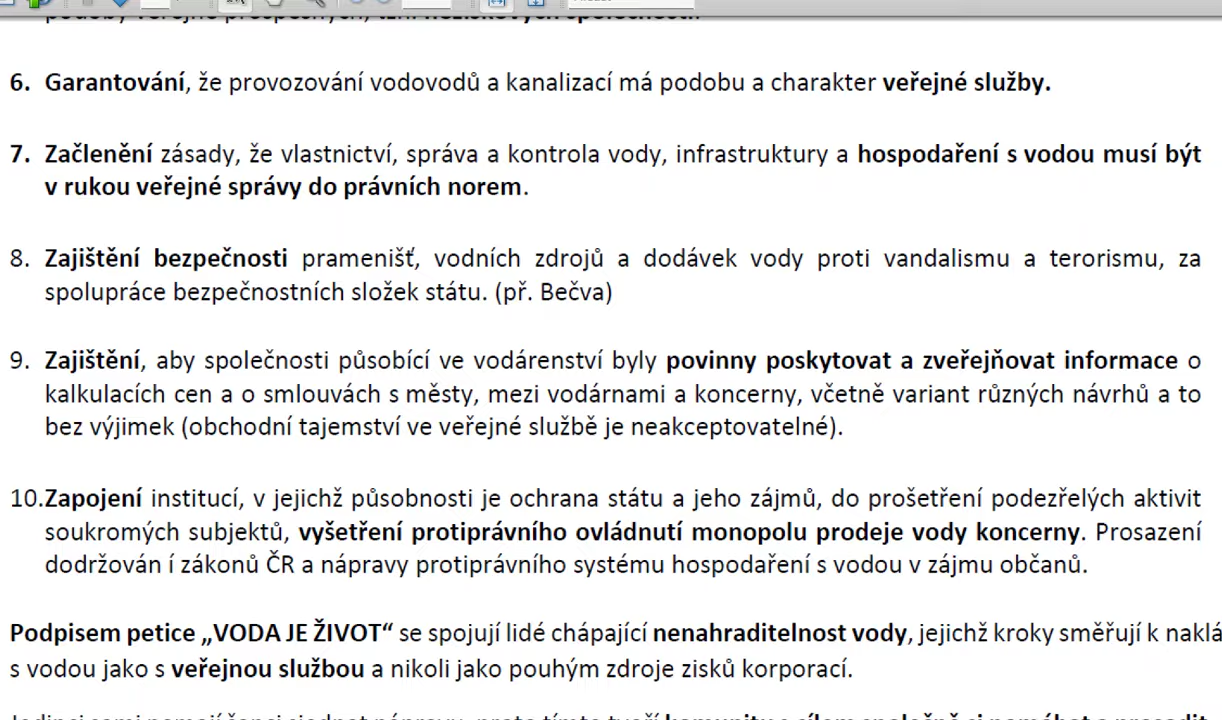 6. Garantování, že provozování vodovodů a kanalizací má podobu a charakter veřejné služby.
7. Začlenění zásady, že vlastnictví, správa a kontrola vody, infrastruktury a hospodaření s vodou musí být
v rukou veřejné správy do právních norem.
8. Zajištění bezpečnosti pramenišť, vodních zdrojů a dodávek vody proti vandalismu a terorismu, za
spolupráce bezpečnostních složek státu. (př. Bečva)
9. Zajištění, aby společnosti působící ve vodárenství byly povinny poskytovat a zveřejňovat informace o
kalkulacích cen a o smlouvách s městy, mezi vodárnami a koncerny, včetně variant různých návrhů a to
bez výjimek (obchodní tajemství ve veřejné službě je neakceptovatelné).
10.Zapojení institucí, v jejichž působnosti je ochrana státu a jeho zájmů, do prošetření podezřelých aktivit
soukromých subjektů, vyšetření protiprávního ovládnutí monopolu prodeje vody koncerny. Prosazení
dodržován í zákonů ČR a nápravy protiprávního systému hospodaření s vodou v zájmu občanů.
Podpisem petice „VODA JE ŽIVOT“ se spojují lidé chápající nenahraditelnost vody, jejichž kroky směřují k naklá
s vodou jako s veřejnou službou a nikoli jako pouhým zdroje zisků korporací.